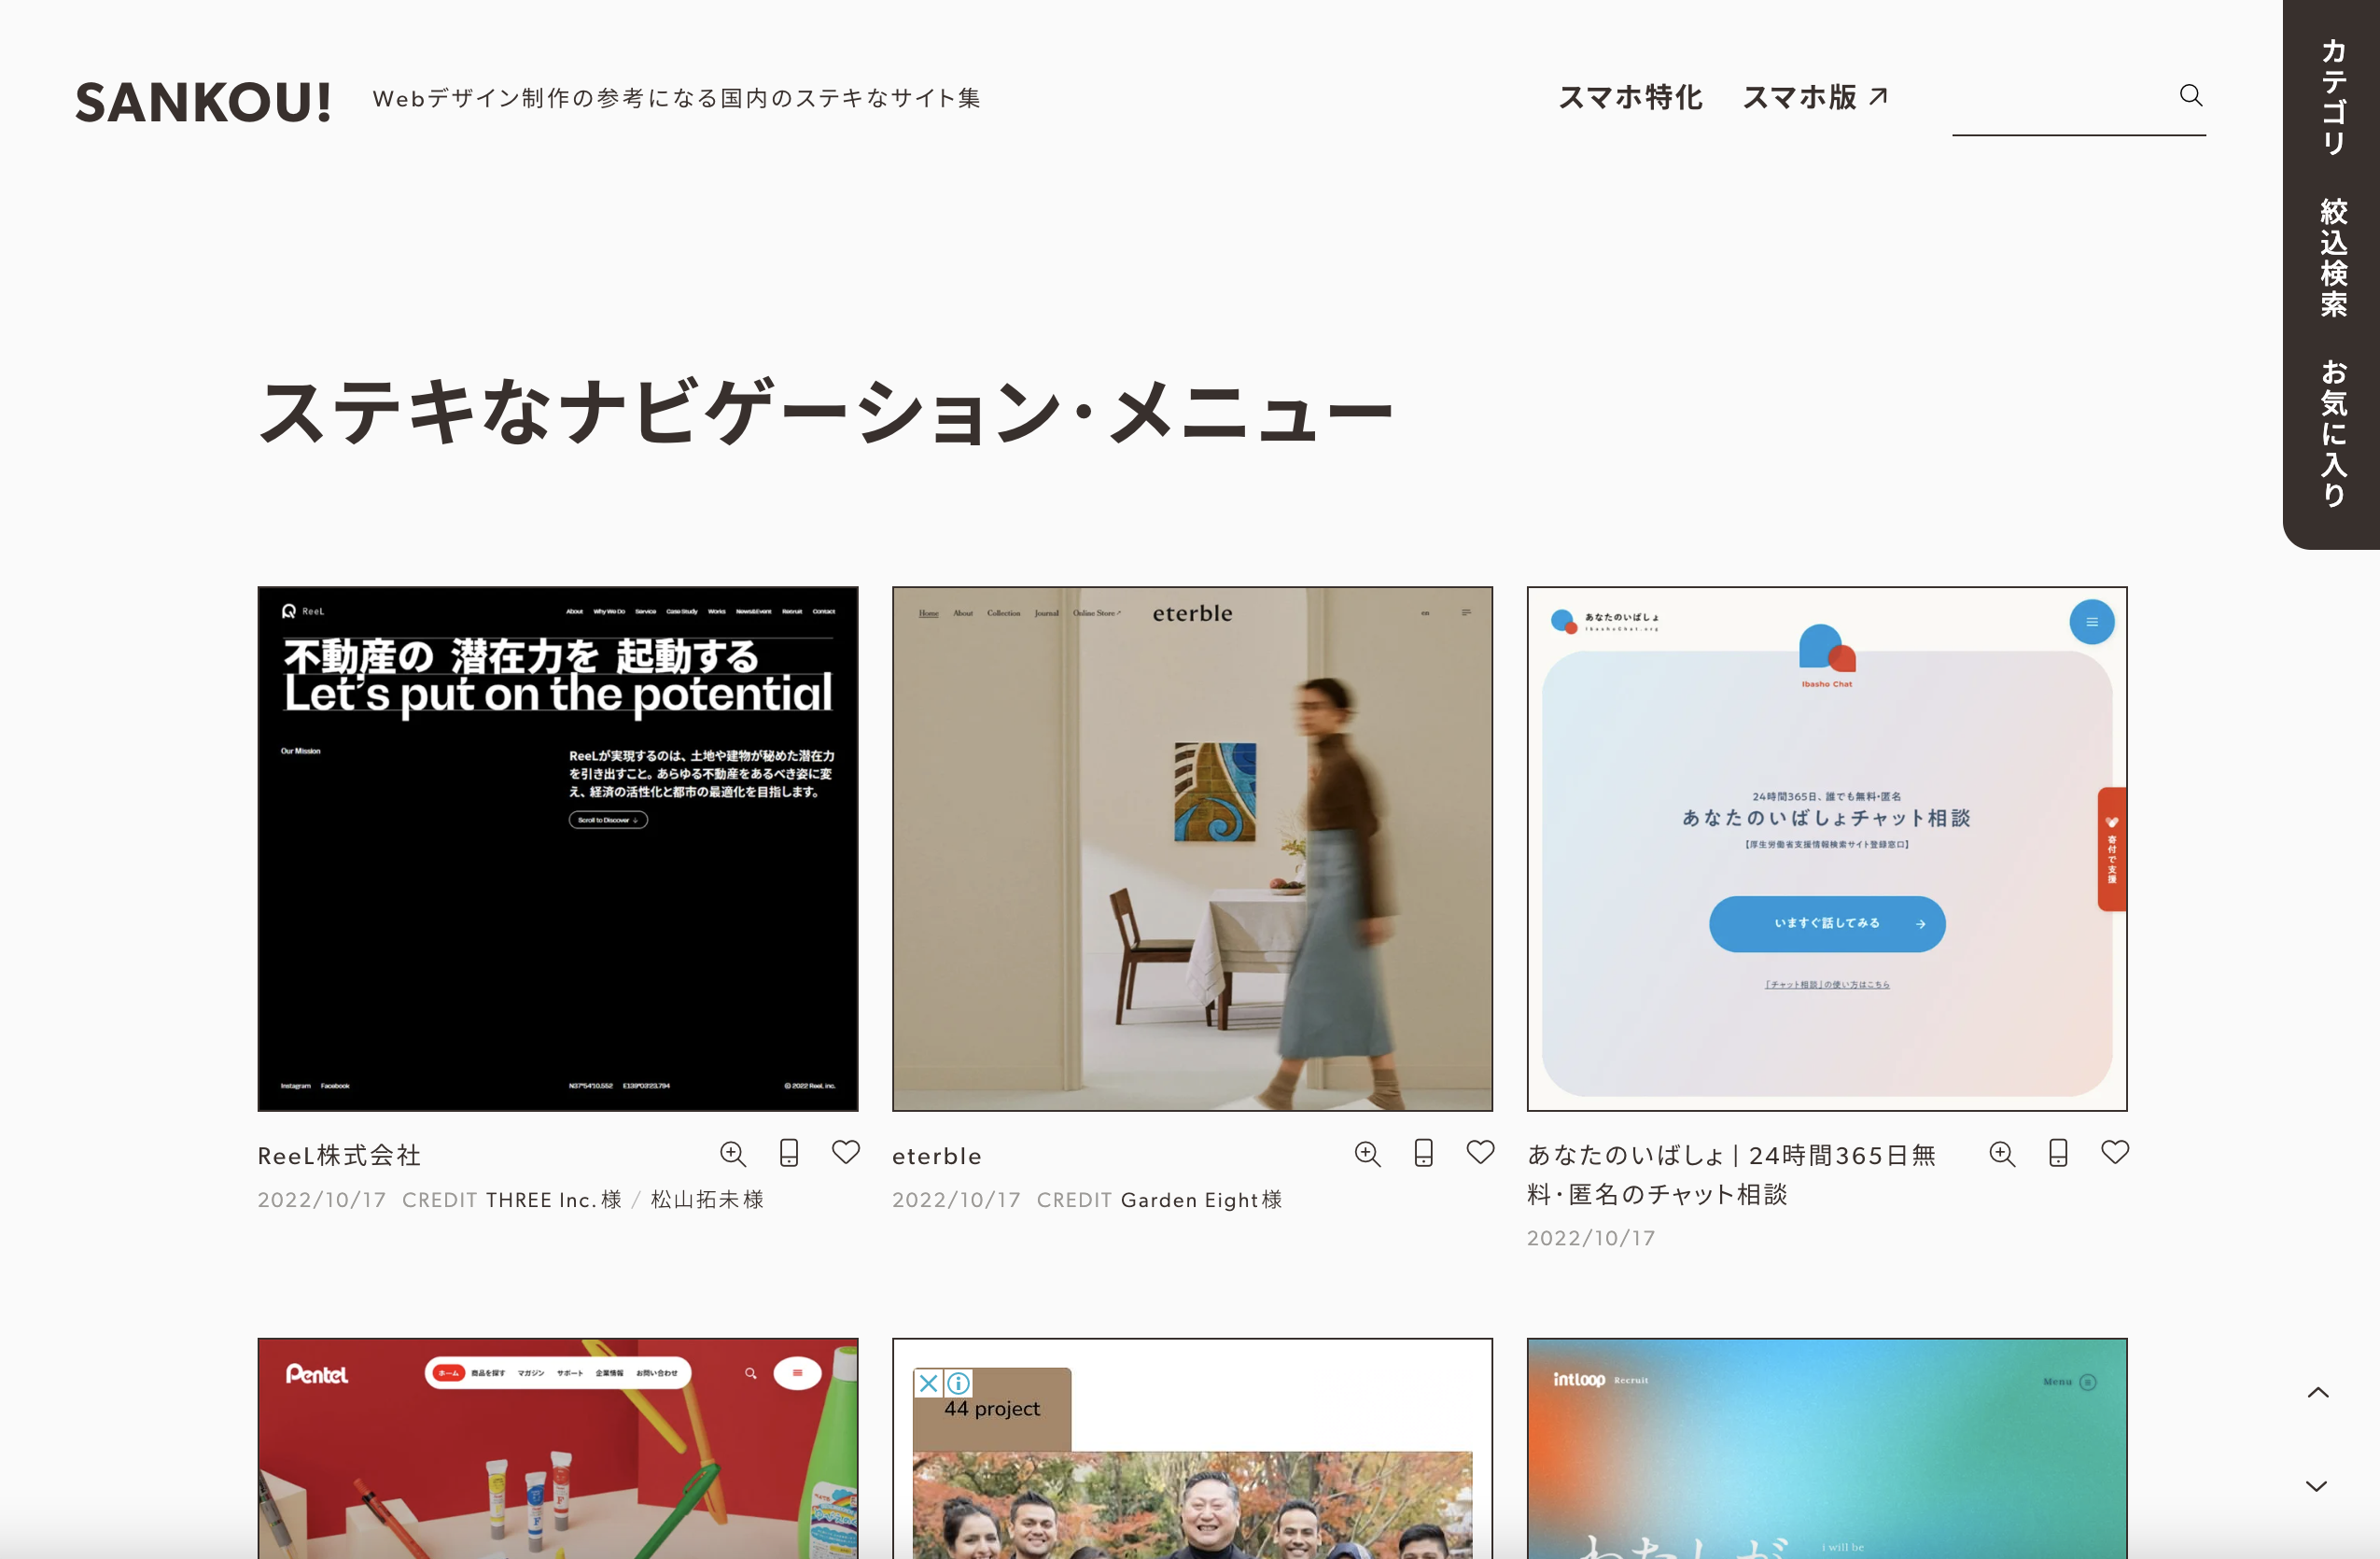 SANKOU!
Webデザイン制作の参考になる国内のステキなサイト集
スマホ特化
スマホ版
カテゴリ
絞込検索
お気に入り
ステキなナビゲーション・メニュー
ReeL
About Why We Do Service Case Study Works News&Event Recruit Contact
不動産の 潜在力を 起動する
Let's put on the potential
Our Mission
ReeLが実現するのは、土地や建物が秘めた潜在力
を引き出すこと。あらゆる不動産をあるべき姿に変
え、経済の活性化と都市の最適化を目指します。
Scroll to Discover ↓
Instagram Facebook
N37°54'10.552 E139°03'23.794
© 2022 ReeL inc.
ReeL株式会社
2022/10/17 CREDIT THREE Inc.様 / 松山拓未様
Home About Collection Journal Online Store
eterble
en
eterble
2022/10/17 CREDIT Garden Eight様
あなたのいばしょ
IbashoChat.org
Ibasho Chat
24時間365日、誰でも無料・匿名
あなたのいばしょチャット相談
【厚生労働省支援情報検索サイト登録窓口】
いますぐ話してみる
「チャット相談」の使い方はこちら
寄付で支援
あなたのいばしょ | 24時間365日無
料・匿名のチャット相談
2022/10/17
Pentel
ホーム 商品を探す マガジン サポート 企業情報 お問い合わせ
44 project
intloop Recruit
Menu
わたしが
i will be